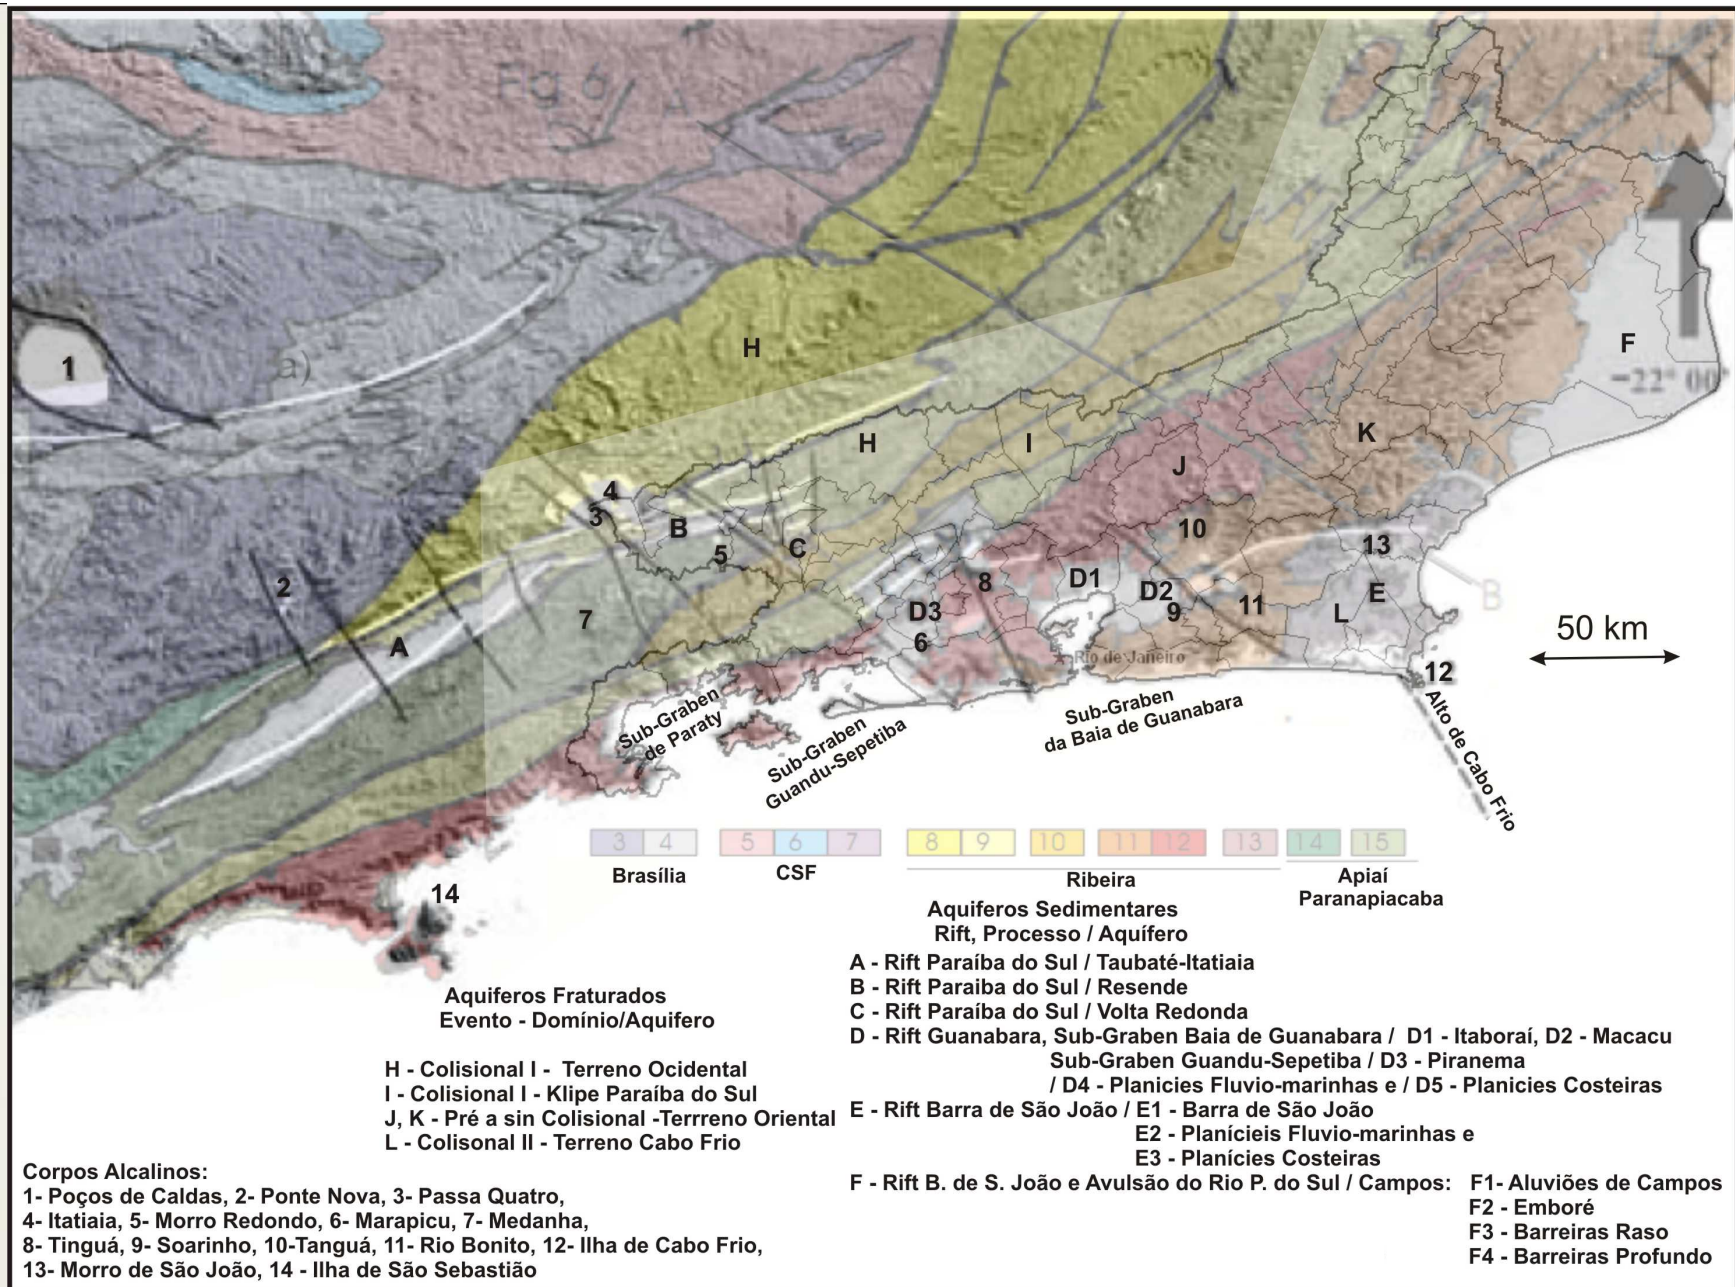 Fig 6
A
N
a)
1
H
F
−22° 00'
H
I
K
J
4
3
B
5
C
10
13
2
7
8
D1
D2
9
11
E
L
B
D3
6
A
50 km
Rio de Janeiro
12
Sub-Graben
de Paraty
Sub-Graben
Guandu-Sepetiba
Sub-Graben
da Baia de Guanabara
Alto de Cabo Frio
14
3 4 5 6 7 8 9 10 11 12 13 14 15
Brasília CSF Ribeira Apiaí
Paranapiacaba
Aquiferos Sedimentares
Rift, Processo / Aquífero
A - Rift Paraíba do Sul / Taubaté-Itatiaia
B - Rift Paraiba do Sul / Resende
C - Rift Paraíba do Sul / Volta Redonda
D - Rift Guanabara, Sub-Graben Baia de Guanabara / D1 - Itaboraí, D2 - Macacu
Sub-Graben Guandu-Sepetiba / D3 - Piranema
/ D4 - Planicies Fluvio-marinhas e / D5 - Planicies Costeiras
E - Rift Barra de São João / E1 - Barra de São João
E2 - Planícieis Fluvio-marinhas e
E3 - Planícies Costeiras
F - Rift B. de S. João e Avulsão do Rio P. do Sul / Campos: F1- Aluviões de Campos
F2 - Emboré
F3 - Barreiras Raso
F4 - Barreiras Profundo
Aquiferos Fraturados
Evento - Domínio/Aquifero
H - Colisional I - Terreno Ocidental
I - Colisional I - Klipe Paraíba do Sul
J, K - Pré a sin Colisional -Terrreno Oriental
L - Colisonal II - Terreno Cabo Frio
Corpos Alcalinos:
1- Poços de Caldas, 2- Ponte Nova, 3- Passa Quatro,
4- Itatiaia, 5- Morro Redondo, 6- Marapicu, 7- Medanha,
8- Tinguá, 9- Soarinho, 10-Tanguá, 11- Rio Bonito, 12- Ilha de Cabo Frio,
13- Morro de São João, 14 - Ilha de São Sebastião